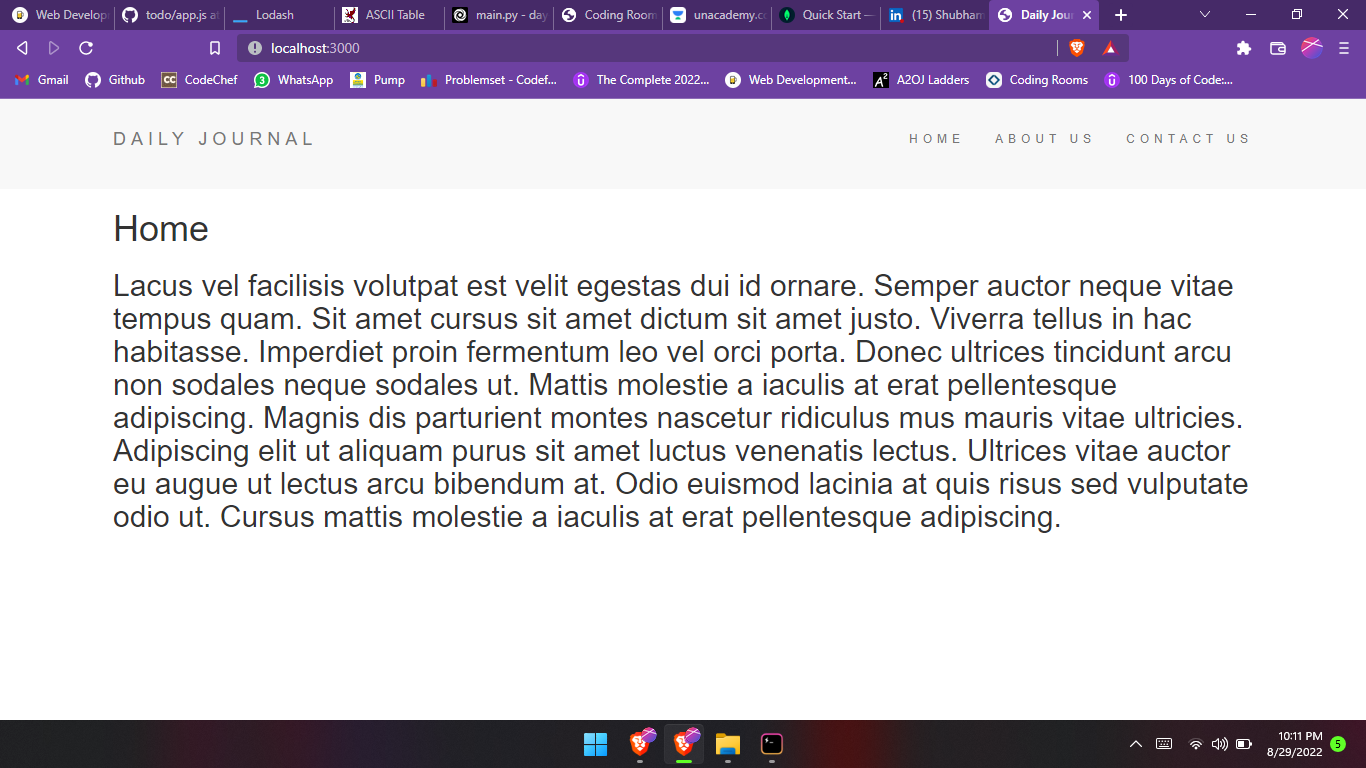 Web Develop
todo/app.js at
Lodash
ASCII Table
main.py - day
Coding Room
unacademy.co
Quick Start —
(15) Shubham
Daily Jour
localhost:3000
Gmail
Github
CodeChef
WhatsApp
Pump
Problemset - Codef...
The Complete 2022...
Web Development...
A2OJ Ladders
Coding Rooms
100 Days of Code:...
DAILY JOURNAL
HOME
ABOUT US
CONTACT US
Home
Lacus vel facilisis volutpat est velit egestas dui id ornare. Semper auctor neque vitae
tempus quam. Sit amet cursus sit amet dictum sit amet justo. Viverra tellus in hac
habitasse. Imperdiet proin fermentum leo vel orci porta. Donec ultrices tincidunt arcu
non sodales neque sodales ut. Mattis molestie a iaculis at erat pellentesque
adipiscing. Magnis dis parturient montes nascetur ridiculus mus mauris vitae ultricies.
Adipiscing elit ut aliquam purus sit amet luctus venenatis lectus. Ultrices vitae auctor
eu augue ut lectus arcu bibendum at. Odio euismod lacinia at quis risus sed vulputate
odio ut. Cursus mattis molestie a iaculis at erat pellentesque adipiscing.
10:11 PM
8/29/2022
5